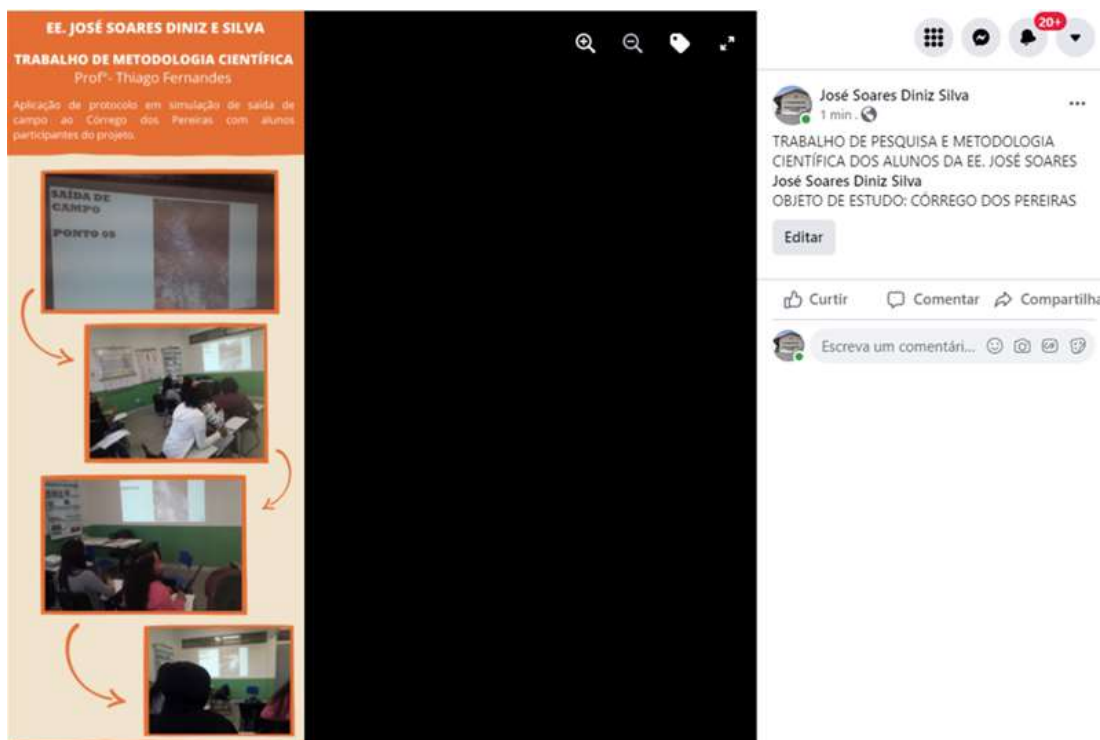 EE. JOSÉ SOARES DINIZ E SILVA
TRABALHO DE METODOLOGIA CIENTÍFICA
Profº- Thiago Fernandes
Aplicação de protocolo em simulação de saída de
campo ao Córrego dos Pereiras com alunos
participantes do projeto.
SAÍDA DE
CAMPO
PONTO 05
20+
José Soares Diniz Silva
1 min .
TRABALHO DE PESQUISA E METODOLOGIA
CIENTÍFICA DOS ALUNOS DA EE. JOSÉ SOARES
José Soares Diniz Silva
OBJETO DE ESTUDO: CÓRREGO DOS PEREIRAS
Editar
Curtir
Comentar
Compartilha
Escreva um comentári...
GIF